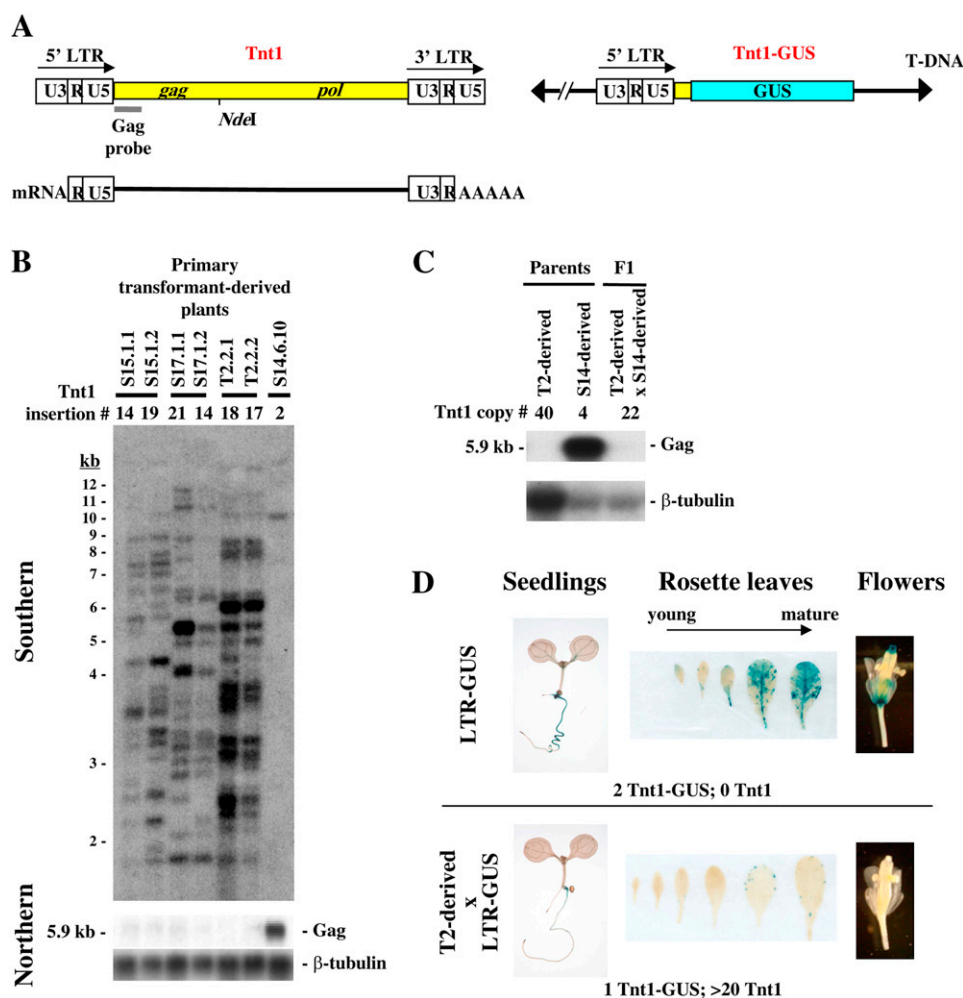 A
5' LTR
Tnt1
3' LTR
U3 R U5
gag
pol
U3 R U5
NdeI
Gag
probe
mRNA
R U5
U3 R
AAAAA
5' LTR
Tnt1-GUS
T-DNA
U3 R U5
GUS
B
Primary
transformant-derived
plants
S15.1.1
S15.1.2
S17.1.1
S17.1.2
T2.2.1
T2.2.2
S14.6.10
Tnt1
insertion # 14 19 21 14 18 17 2
kb
12 -
11 -
10 -
9 -
8 -
7 -
6 -
5 -
4 -
3 -
2 -
Southern
Northern
5.9 kb -
- Gag
- β-tubulin
C
Parents
F1
T2-derived
S14-derived
T2-derived
x S14-derived
Tnt1 copy # 40 4 22
5.9 kb -
- Gag
- β-tubulin
D
Seedlings
Rosette leaves
Flowers
young
mature
LTR-GUS
2 Tnt1-GUS; 0 Tnt1
T2-derived
x
LTR-GUS
1 Tnt1-GUS; >20 Tnt1